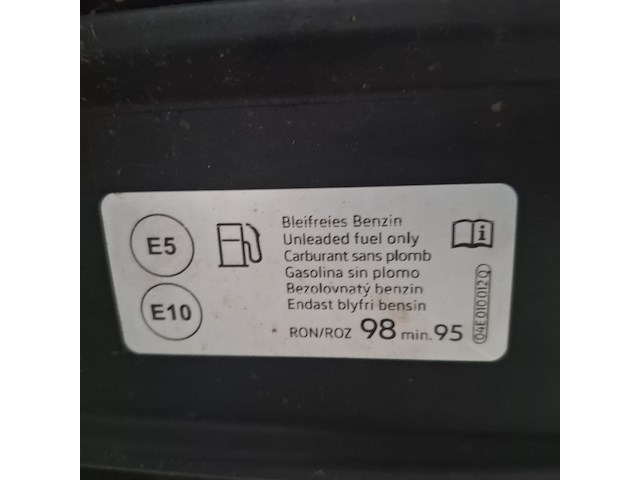 E5
E10
Bleifreies Benzin
Unleaded fuel only
Carburant sans plomb
Gasolina sin plomo
Bezolovnatý benzin
Endast blyfri bensin
RON/ROZ 98 min. 95
i
04E010012Q